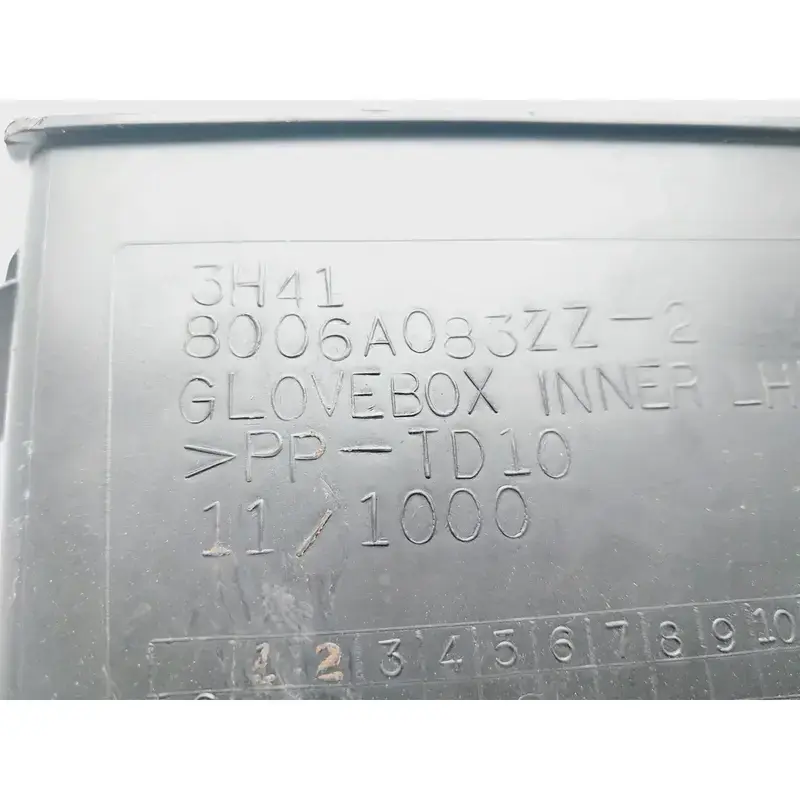 3H41
8006A083ZZ-2
GLOVEBOX INNER LH
>PP-TD10
11/1000
1 2 3 4 5 6 7 8 9 10